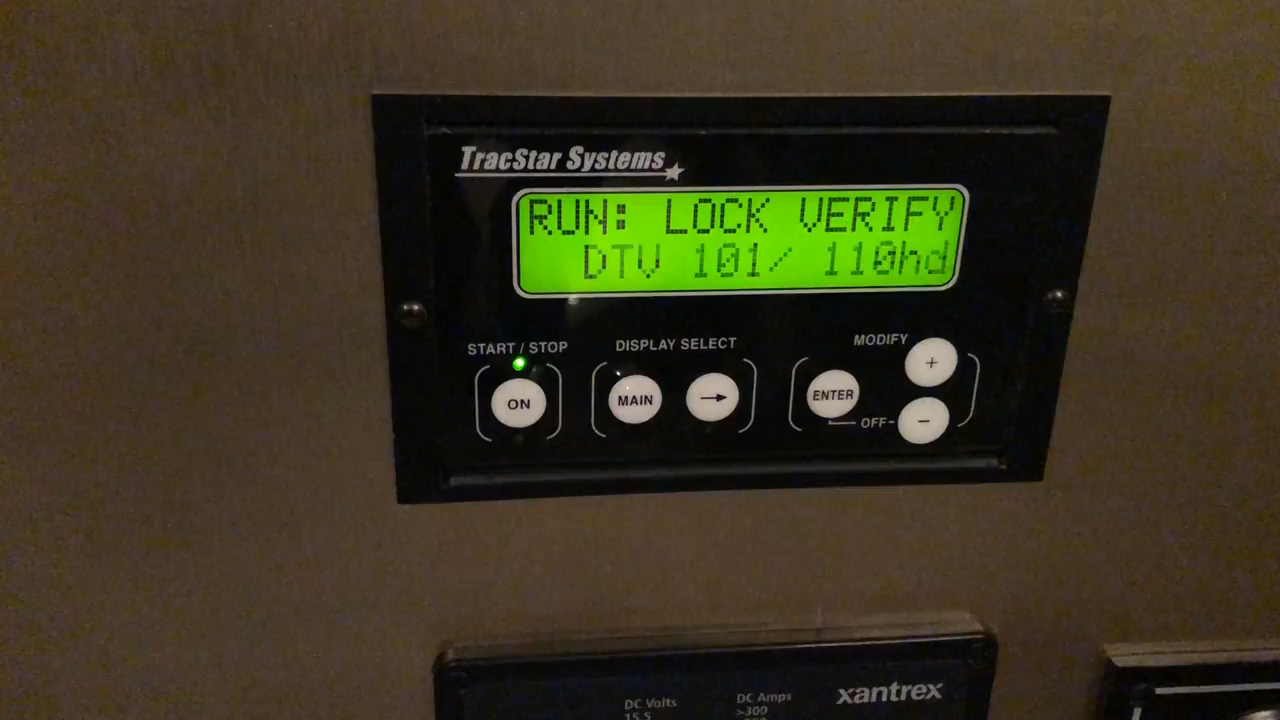 TracStar Systems
RUN: LOCK VERIFY
DTV 101/ 110hd
START / STOP
DISPLAY SELECT
MODIFY
ON
MAIN
→
ENTER
+
OFF
−
xantrex
DC Volts
DC Amps
15.5
>300